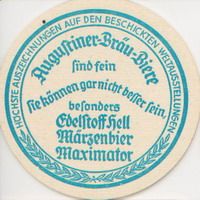 HÖCHSTE AUSZEICHNUNGEN AUF DEN BESCHICKTEN WELTAUSSTELLUNGEN
Augustiner-Bräu-Biere
sind fein
sie können gar nicht besser sein,
besonders
Edelstoff Hell
Märzenbier
Maximator